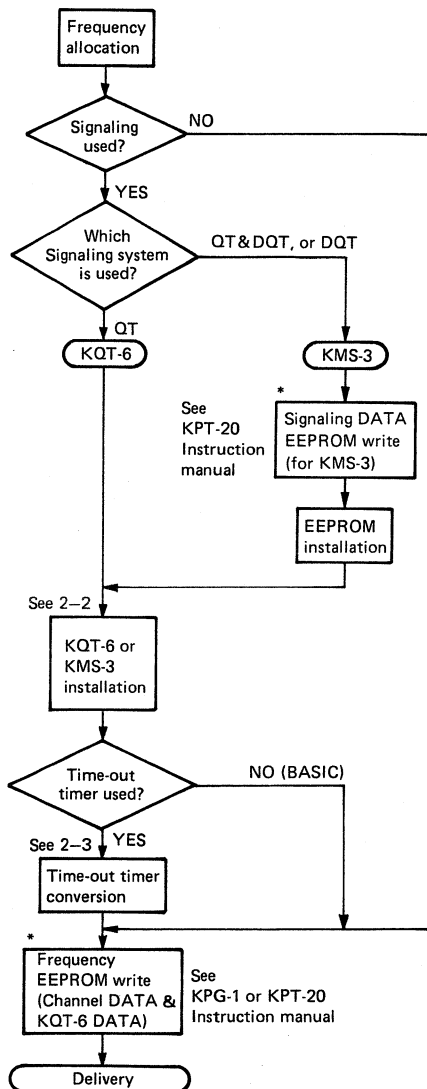 Frequency
allocation
Signaling
used?
NO
YES
Which
Signaling system
is used?
QT&DQT, or DQT
QT
KQT-6
KMS-3
*
See
KPT-20
Instruction
manual
Signaling DATA
EEPROM write
(for KMS-3)
EEPROM
installation
See 2-2
KQT-6 or
KMS-3
installation
Time-out
timer used?
NO (BASIC)
See 2-3
YES
Time-out timer
conversion
*
Frequency
EEPROM write
(Channel DATA &
KQT-6 DATA)
See
KPG-1 or KPT-20
Instruction manual
Delivery